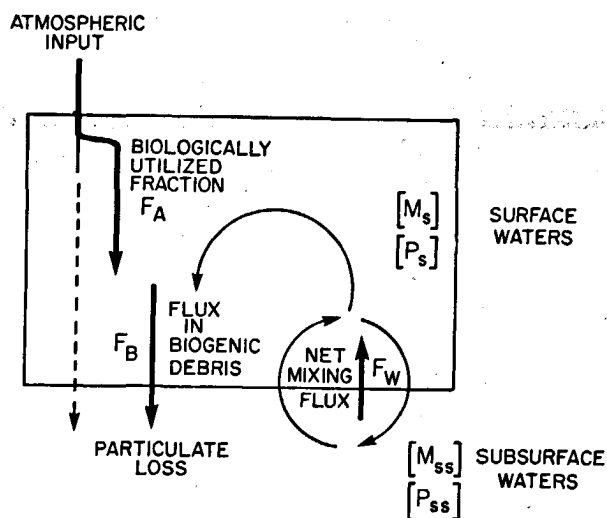 ATMOSPHERIC
INPUT
BIOLOGICALLY
UTILIZED
FRACTION
F_A
[M_s]
[P_s]
SURFACE
WATERS
F_B
FLUX
IN
BIOGENIC
DEBRIS
NET
MIXING
FLUX
F_W
PARTICULATE
LOSS
[M_ss]
[P_ss]
SUBSURFACE
WATERS